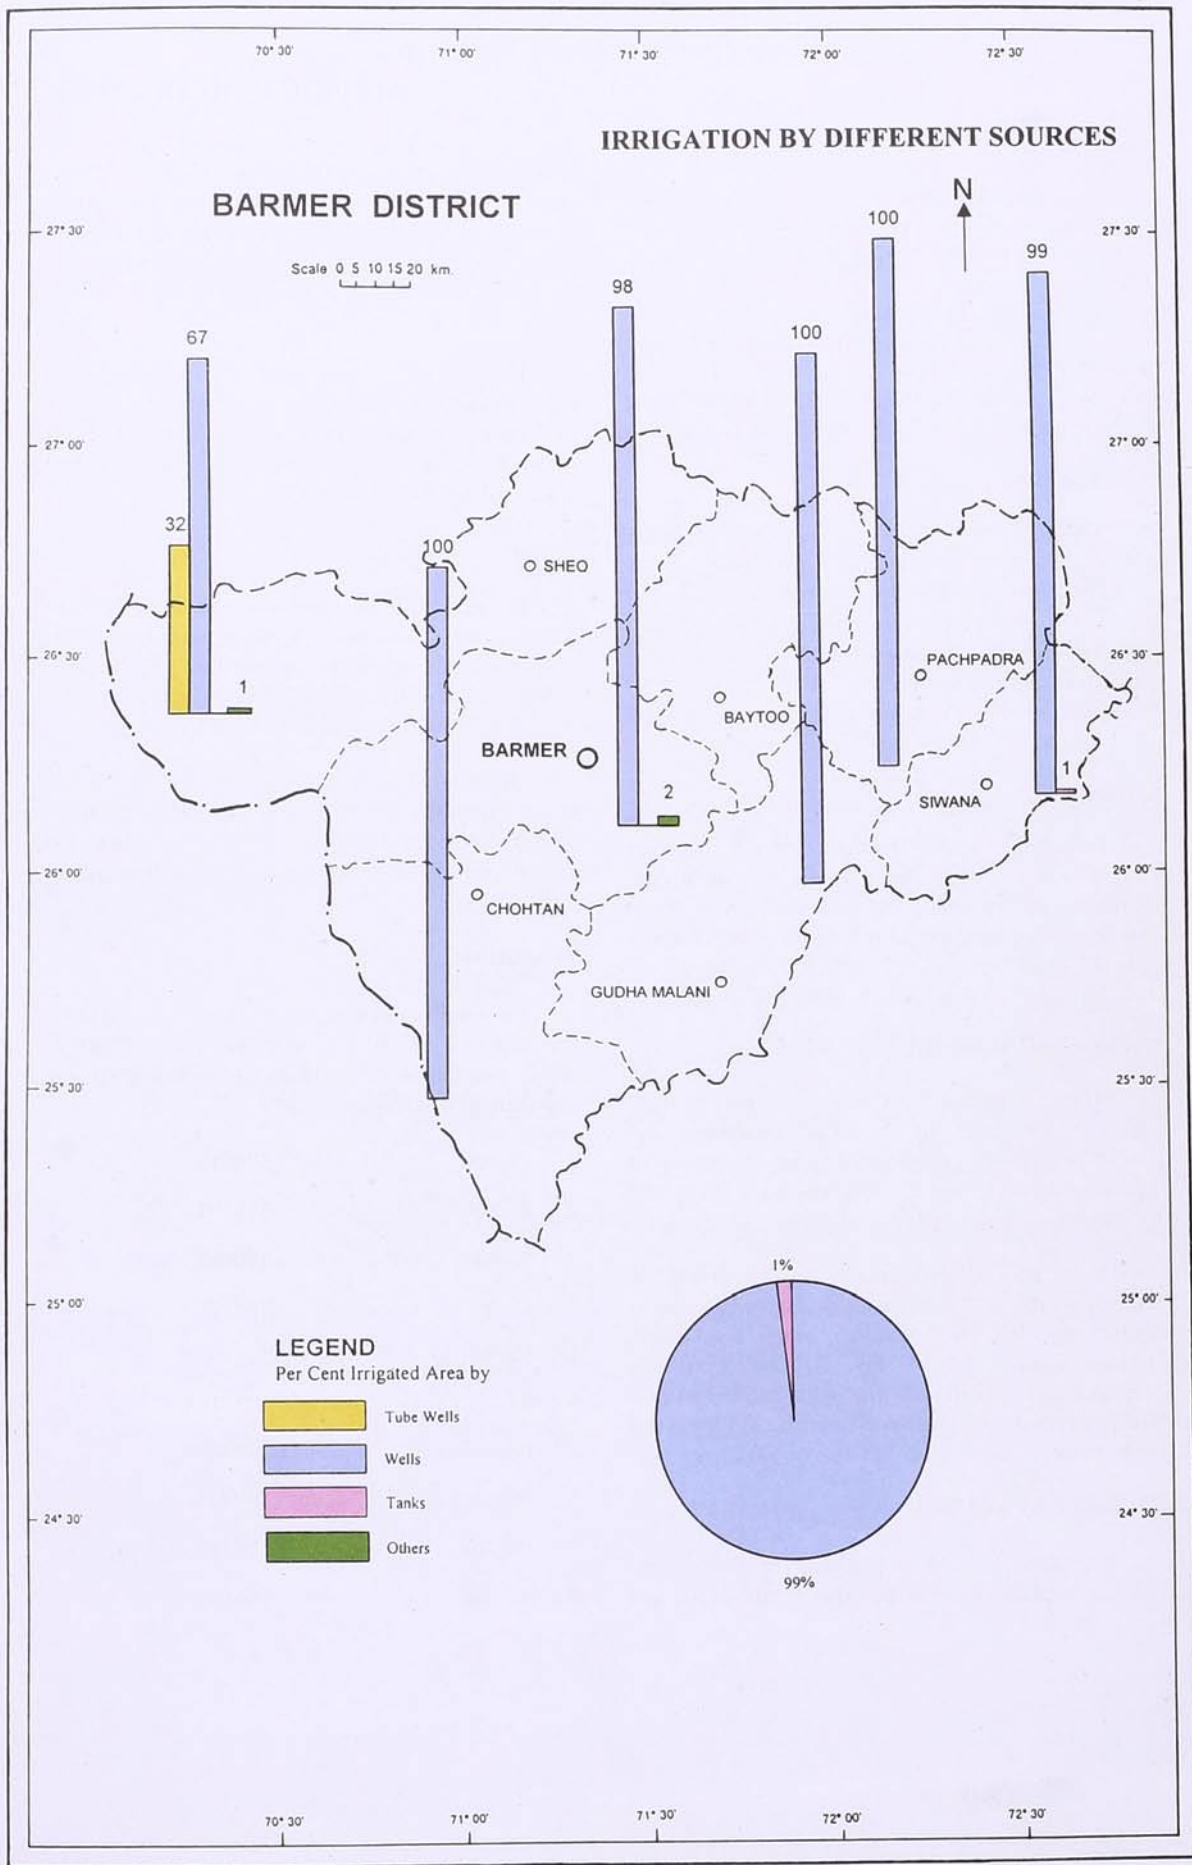 70° 30'
71° 00'
71° 30'
72° 00'
72° 30'
IRRIGATION BY DIFFERENT SOURCES
BARMER DISTRICT
N
100
27° 30'
27° 30'
99
Scale 0 5 10 15 20 km.
98
100
67
27° 00'
27° 00'
32
100
SHEO
26° 30'
26° 30'
PACHPADRA
1
BAYTOO
BARMER
1
2
SIWANA
26° 00'
26° 00'
CHOHTAN
GUDHA MALANI
25° 30'
25° 30'
1%
25° 00'
25° 00'
LEGEND
Per Cent Irrigated Area by
Tube Wells
Wells
Tanks
24° 30'
24° 30'
Others
99%
70° 30'
71° 00'
71° 30'
72° 00'
72° 30'